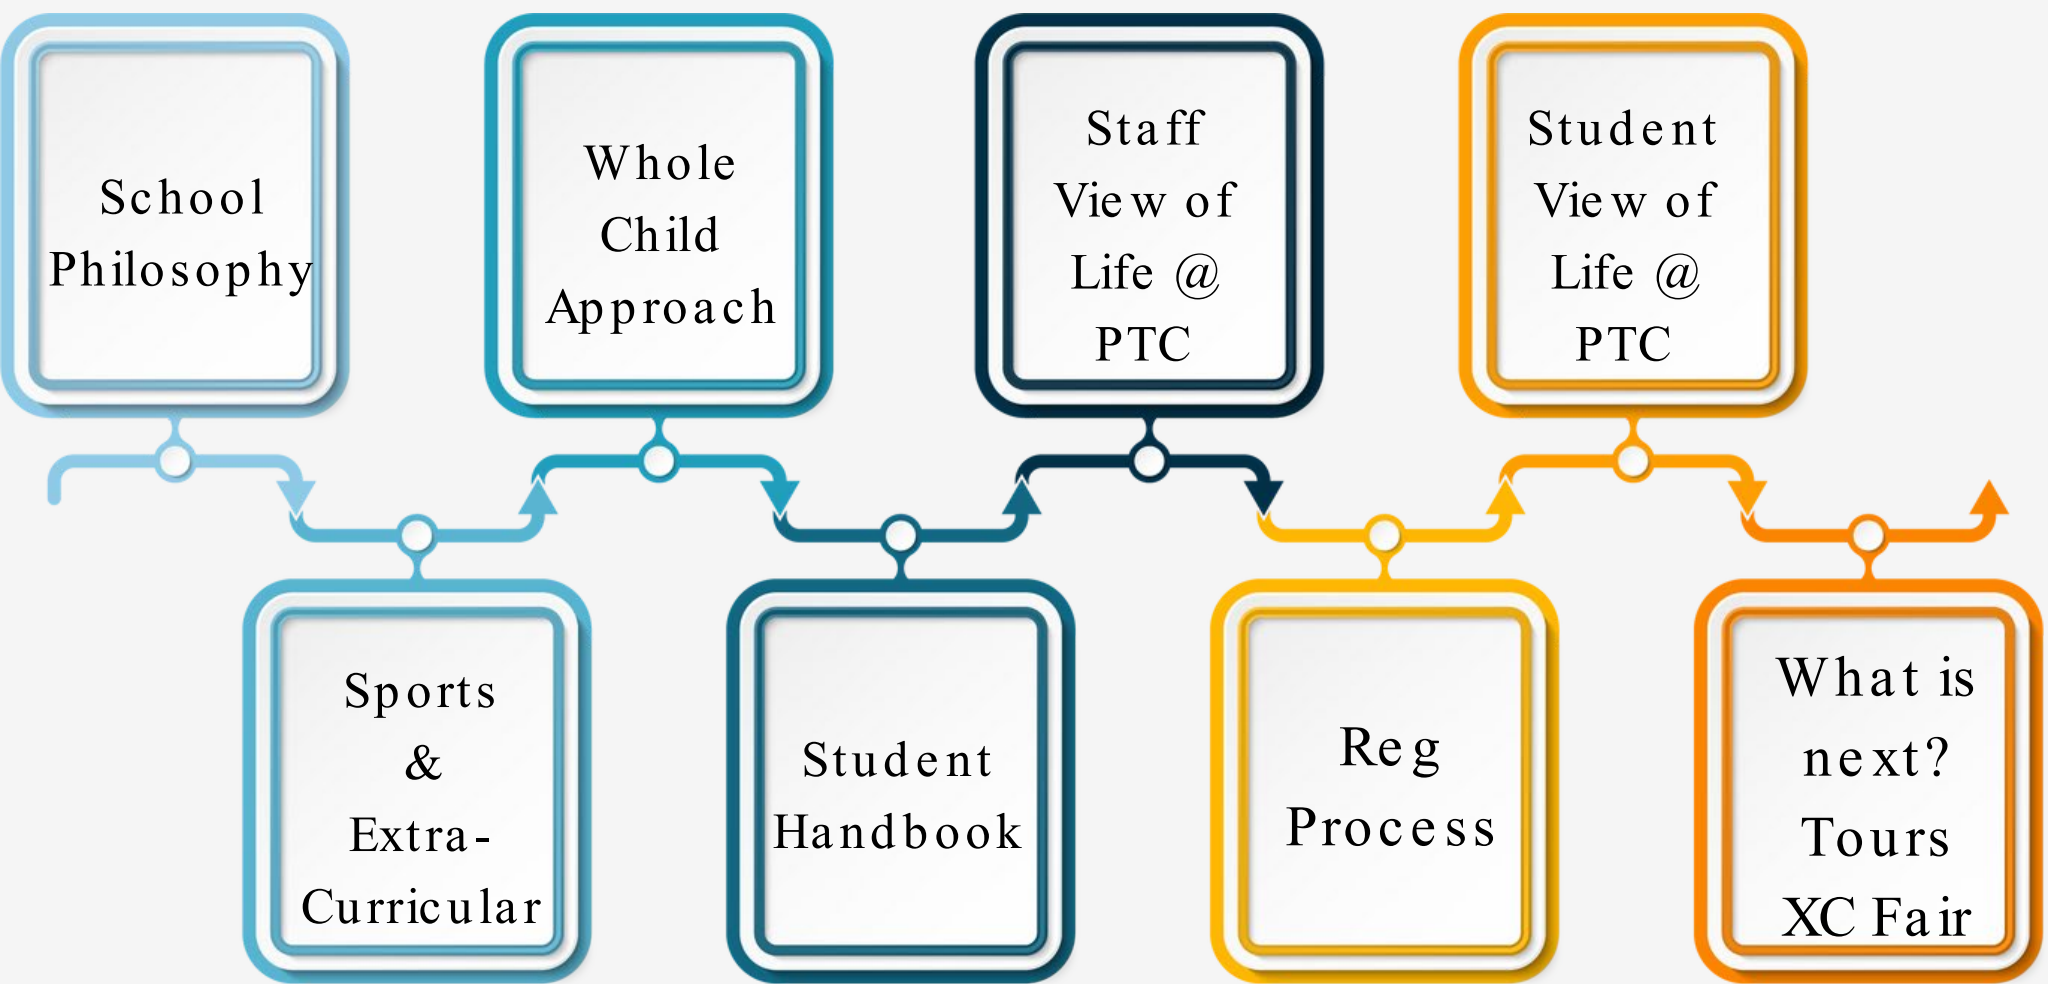 School
Philosophy
Sports
&
Extra-
Curricular
Whole
Child
Approach
Student
Handbook
Staff
View of
Life @
PTC
Reg
Process
Student
View of
Life @
PTC
What is
next?
Tours
XC Fair